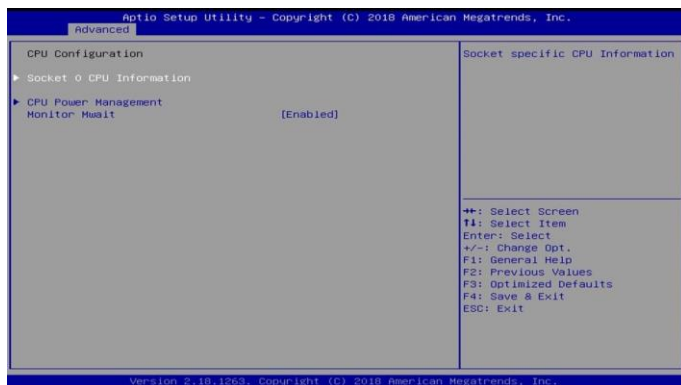 Aptio Setup Utility – Copyright (C) 2018 American Megatrends, Inc.
Advanced
CPU Configuration
Socket 0 CPU Information
CPU Power Management
Monitor Mwait [Enabled]
Socket specific CPU Information
→←: Select Screen
↑↓: Select Item
Enter: Select
+/-: Change Opt.
F1: General Help
F2: Previous Values
F3: Optimized Defaults
F4: Save & Exit
ESC: Exit
Version 2.18.1263. Copyright (C) 2018 American Megatrends, Inc.